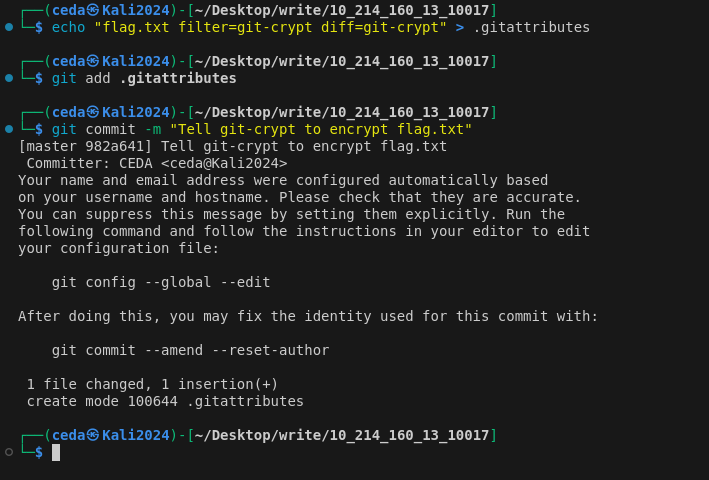 ┌──(ceda㉿Kali2024)-[~/Desktop/write/10_214_160_13_10017]
└─$ echo "flag.txt filter=git-crypt diff=git-crypt" > .gitattributes
┌──(ceda㉿Kali2024)-[~/Desktop/write/10_214_160_13_10017]
└─$ git add .gitattributes
┌──(ceda㉿Kali2024)-[~/Desktop/write/10_214_160_13_10017]
└─$ git commit -m "Tell git-crypt to encrypt flag.txt"
[master 982a641] Tell git-crypt to encrypt flag.txt
 Committer: CEDA <ceda@Kali2024>
Your name and email address were configured automatically based
on your username and hostname. Please check that they are accurate.
You can suppress this message by setting them explicitly. Run the
following command and follow the instructions in your editor to edit
your configuration file:
    git config --global --edit
After doing this, you may fix the identity used for this commit with:
    git commit --amend --reset-author
 1 file changed, 1 insertion(+)
 create mode 100644 .gitattributes
┌──(ceda㉿Kali2024)-[~/Desktop/write/10_214_160_13_10017]
└─$